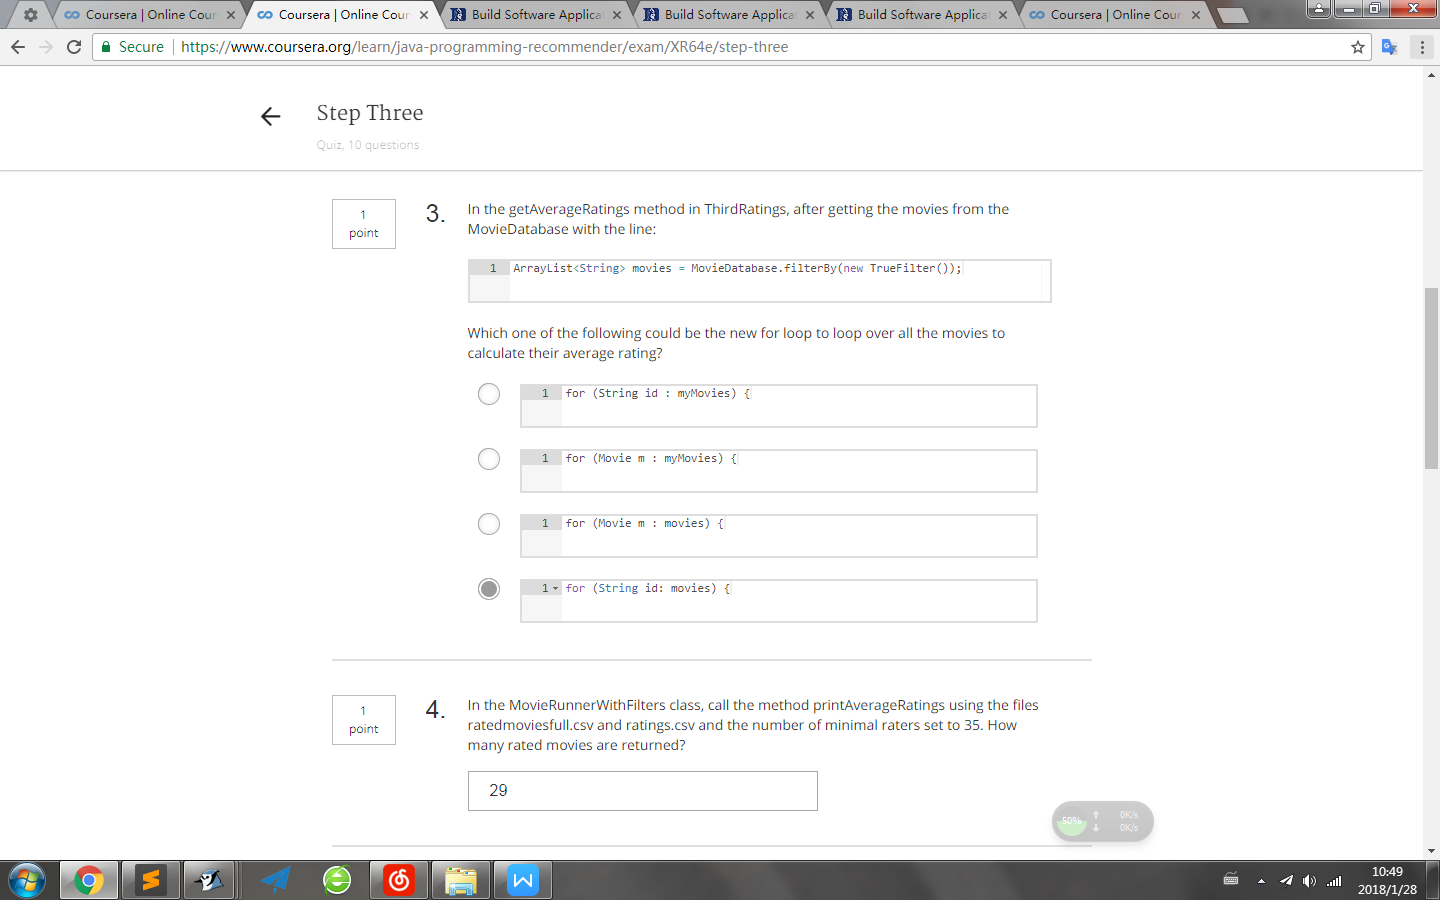 Coursera | Online Cour
Coursera | Online Cour
Build Software Applica
Build Software Applica
Build Software Applica
Coursera | Online Cour
Secure
https://www.coursera.org/learn/java-programming-recommender/exam/XR64e/step-three
Step Three
Quiz, 10 questions
1
point
3.
In the getAverageRatings method in ThirdRatings, after getting the movies from the
MovieDatabase with the line:
1 ArrayList<String> movies = MovieDatabase.filterBy(new TrueFilter());
Which one of the following could be the new for loop to loop over all the movies to
calculate their average rating?
1 for (String id : myMovies) {
1 for (Movie m : myMovies) {
1 for (Movie m : movies) {
1 for (String id: movies) {
1
point
4.
In the MovieRunnerWithFilters class, call the method printAverageRatings using the files
ratedmoviesfull.csv and ratings.csv and the number of minimal raters set to 35. How
many rated movies are returned?
29
50%
0K/s
0K/s
10:49
2018/1/28